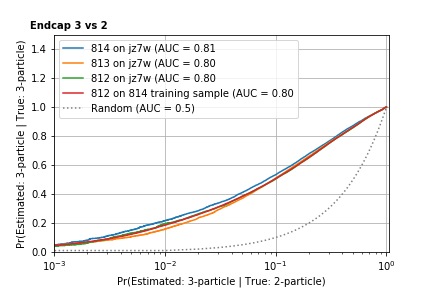 Endcap 3 vs 2
Pr(Estimated: 3-particle | True: 3-particle)
1.4
1.2
1.0
0.8
0.6
0.4
0.2
0.0
814 on jz7w (AUC = 0.81
813 on jz7w (AUC = 0.80
812 on jz7w (AUC = 0.80
812 on 814 training sample (AUC = 0.80
Random (AUC = 0.5)
10⁻³
10⁻²
10⁻¹
10⁰
Pr(Estimated: 3-particle | True: 2-particle)